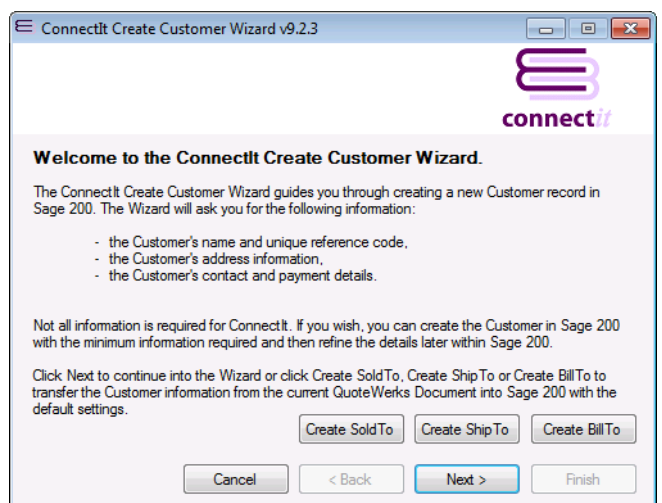 ConnectIt Create Customer Wizard v9.2.3
connectit
Welcome to the ConnectIt Create Customer Wizard.
The ConnectIt Create Customer Wizard guides you through creating a new Customer record in
Sage 200. The Wizard will ask you for the following information:
- the Customer's name and unique reference code,
- the Customer's address information,
- the Customer's contact and payment details.
Not all information is required for ConnectIt. If you wish, you can create the Customer in Sage 200
with the minimum information required and then refine the details later within Sage 200.
Click Next to continue into the Wizard or click Create SoldTo, Create ShipTo or Create BillTo to
transfer the Customer information from the current QuoteWerks Document into Sage 200 with the
default settings.
Create SoldTo Create ShipTo Create BillTo
Cancel < Back Next > Finish